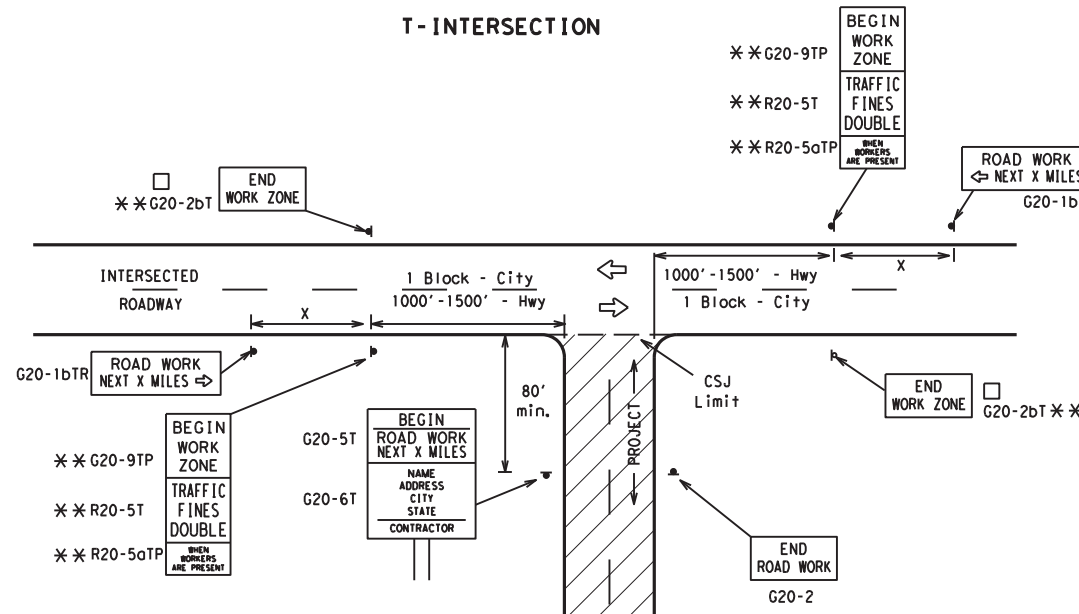 T-INTERSECTION
BEGIN
WORK
ZONE
TRAFFIC
FINES
DOUBLE
WHEN
WORKERS
ARE PRESENT
**G20-9TP
**R20-5T
**R20-5aTP
ROAD WORK
⇦ NEXT X MILES
G20-1b
□
**G20-2bT
END
WORK ZONE
INTERSECTED
ROADWAY
1 Block - City
1000'-1500' - Hwy
X
1000'-1500' - Hwy
1 Block - City
X
G20-1bTR
ROAD WORK
NEXT X MILES ⇨
80'
min.
CSJ
Limit
PROJECT
END
WORK ZONE
□
G20-2bT **
**G20-9TP
**R20-5T
**R20-5aTP
BEGIN
WORK
ZONE
TRAFFIC
FINES
DOUBLE
WHEN
WORKERS
ARE PRESENT
G20-5T
G20-6T
BEGIN
ROAD WORK
NEXT X MILES
NAME
ADDRESS
CITY
STATE
CONTRACTOR
END
ROAD WORK
G20-2